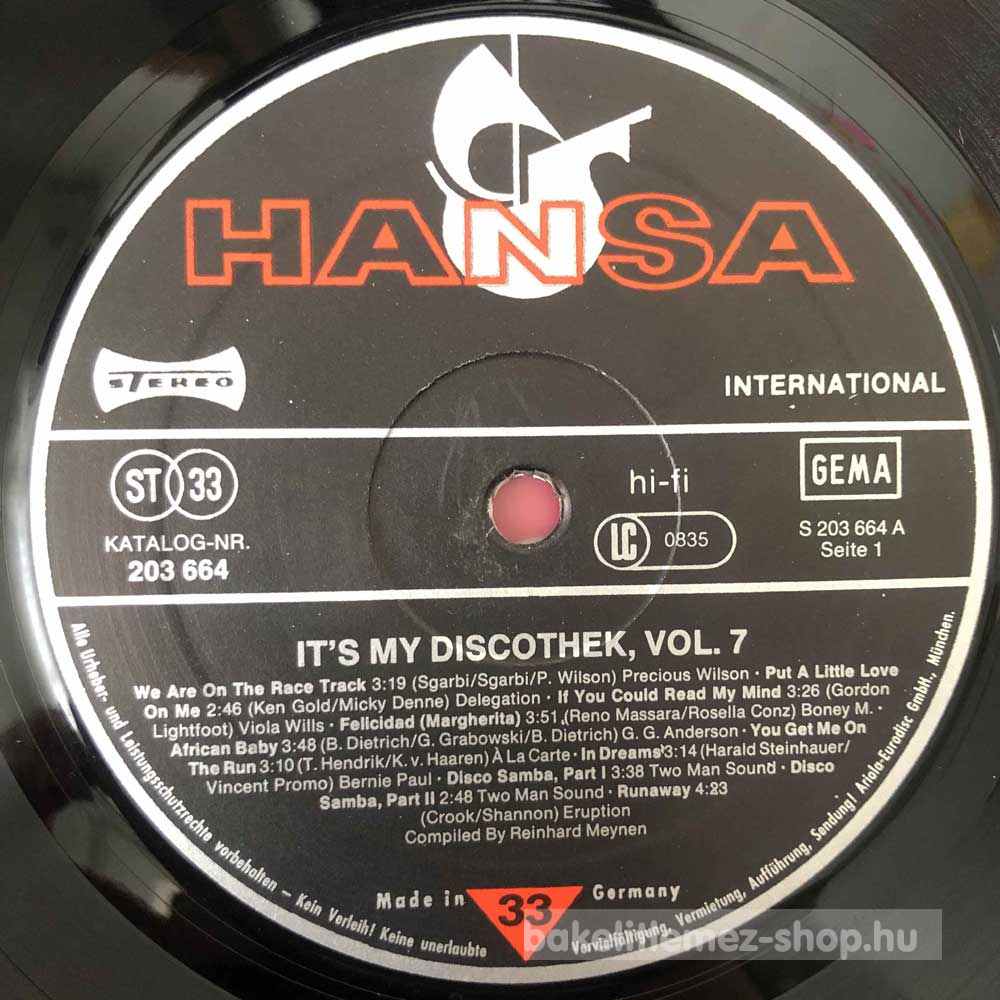 HANSA
STEREO
INTERNATIONAL
ST 33
KATALOG-NR.
203 664
hi-fi
LC 0835
GEMA
S 203 664 A
Seite 1
IT'S MY DISCOTHEK, VOL. 7
We Are On The Race Track 3:19 (Sgarbi/Sgarbi/P. Wilson) Precious Wilson · Put A Little Love
On Me 2:46 (Ken Gold/Micky Denne) Delegation · If You Could Read My Mind 3:26 (Gordon
Lightfoot) Viola Wills · Felicidad (Margherita) 3:51 (Reno Massara/Rosella Conz) Boney M. ·
African Baby 3:48 (B. Dietrich/G. Grabowski/B. Dietrich) G. G. Anderson · You Get Me On
The Run 3:10 (T. Hendrik/K. v. Haaren) À La Carte · In Dreams 3:14 (Harald Steinhauer/
Vincent Promo) Bernie Paul · Disco Samba, Part I 3:38 Two Man Sound · Disco
Samba, Part II 2:48 Two Man Sound · Runaway 4:23
(Crook/Shannon) Eruption
Compiled By Reinhard Meynen
Made in 33 Germany
Alle Urheber- und Leistungsschutzrechte vorbehalten – Kein Verleih! Keine unerlaubte Vervielfältigung, Vermietung, Aufführung, Sendung! Ariola-Eurodisc GmbH., München.
bakelitlemez-shop.hu